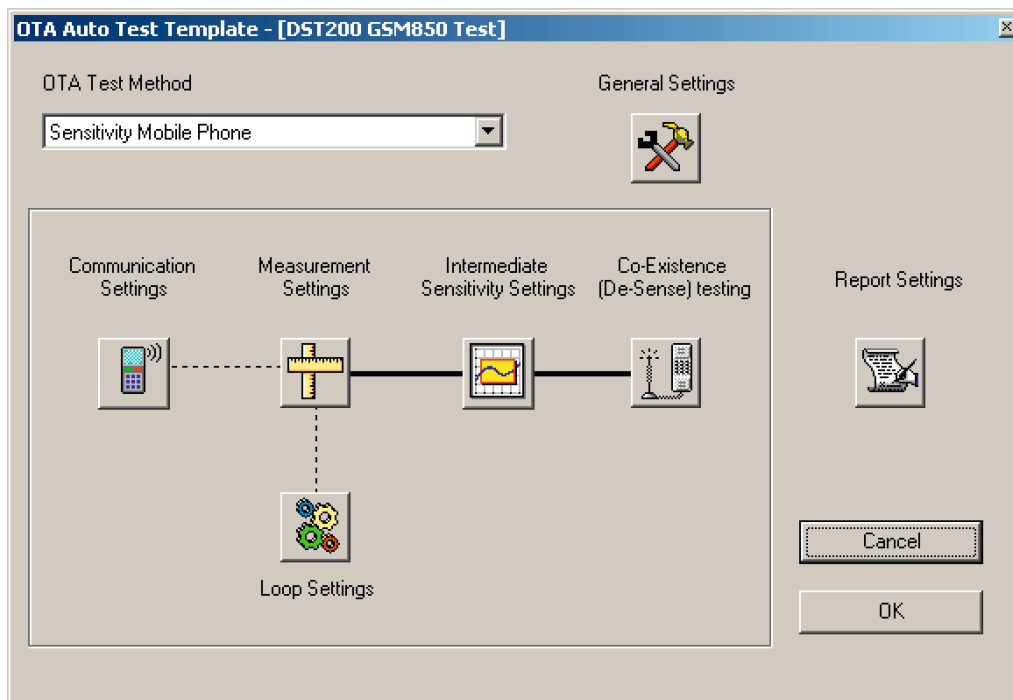 OTA Auto Test Template - [DST200 GSM850 Test]
OTA Test Method
General Settings
Sensitivity Mobile Phone
Communication
Settings
Measurement
Settings
Intermediate
Sensitivity Settings
Co-Existence
(De-Sense) testing
Report Settings
Loop Settings
Cancel
OK